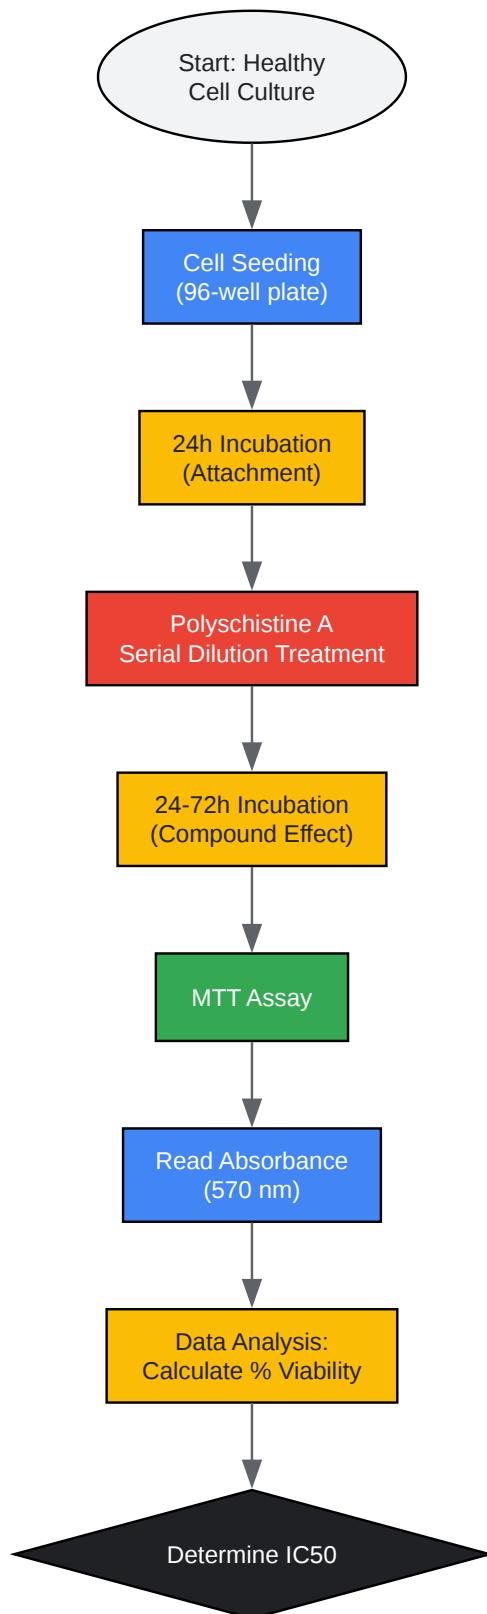 Start: Healthy
Cell Culture
Cell Seeding
(96-well plate)
24h Incubation
(Attachment)
Polyschistine A
Serial Dilution Treatment
24-72h Incubation
(Compound Effect)
MTT Assay
Read Absorbance
(570 nm)
Data Analysis:
Calculate % Viability
Determine IC50